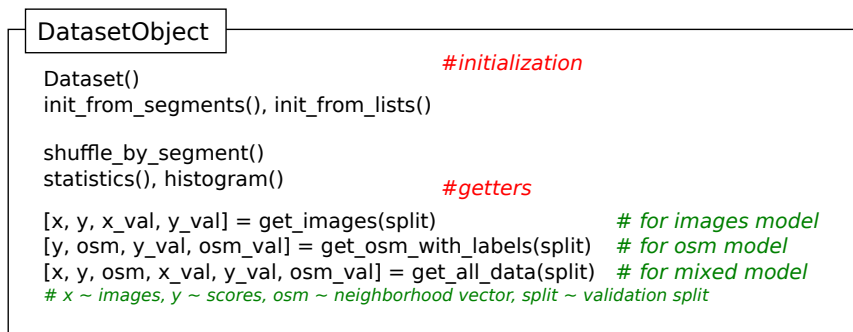 DatasetObject
#initialization
Dataset()
init_from_segments(), init_from_lists()
shuffle_by_segment()
statistics(), histogram()
#getters
[x, y, x_val, y_val] = get_images(split) # for images model
[y, osm, y_val, osm_val] = get_osm_with_labels(split) # for osm model
[x, y, osm, x_val, y_val, osm_val] = get_all_data(split) # for mixed model
# x ~ images, y ~ scores, osm ~ neighborhood vector, split ~ validation split